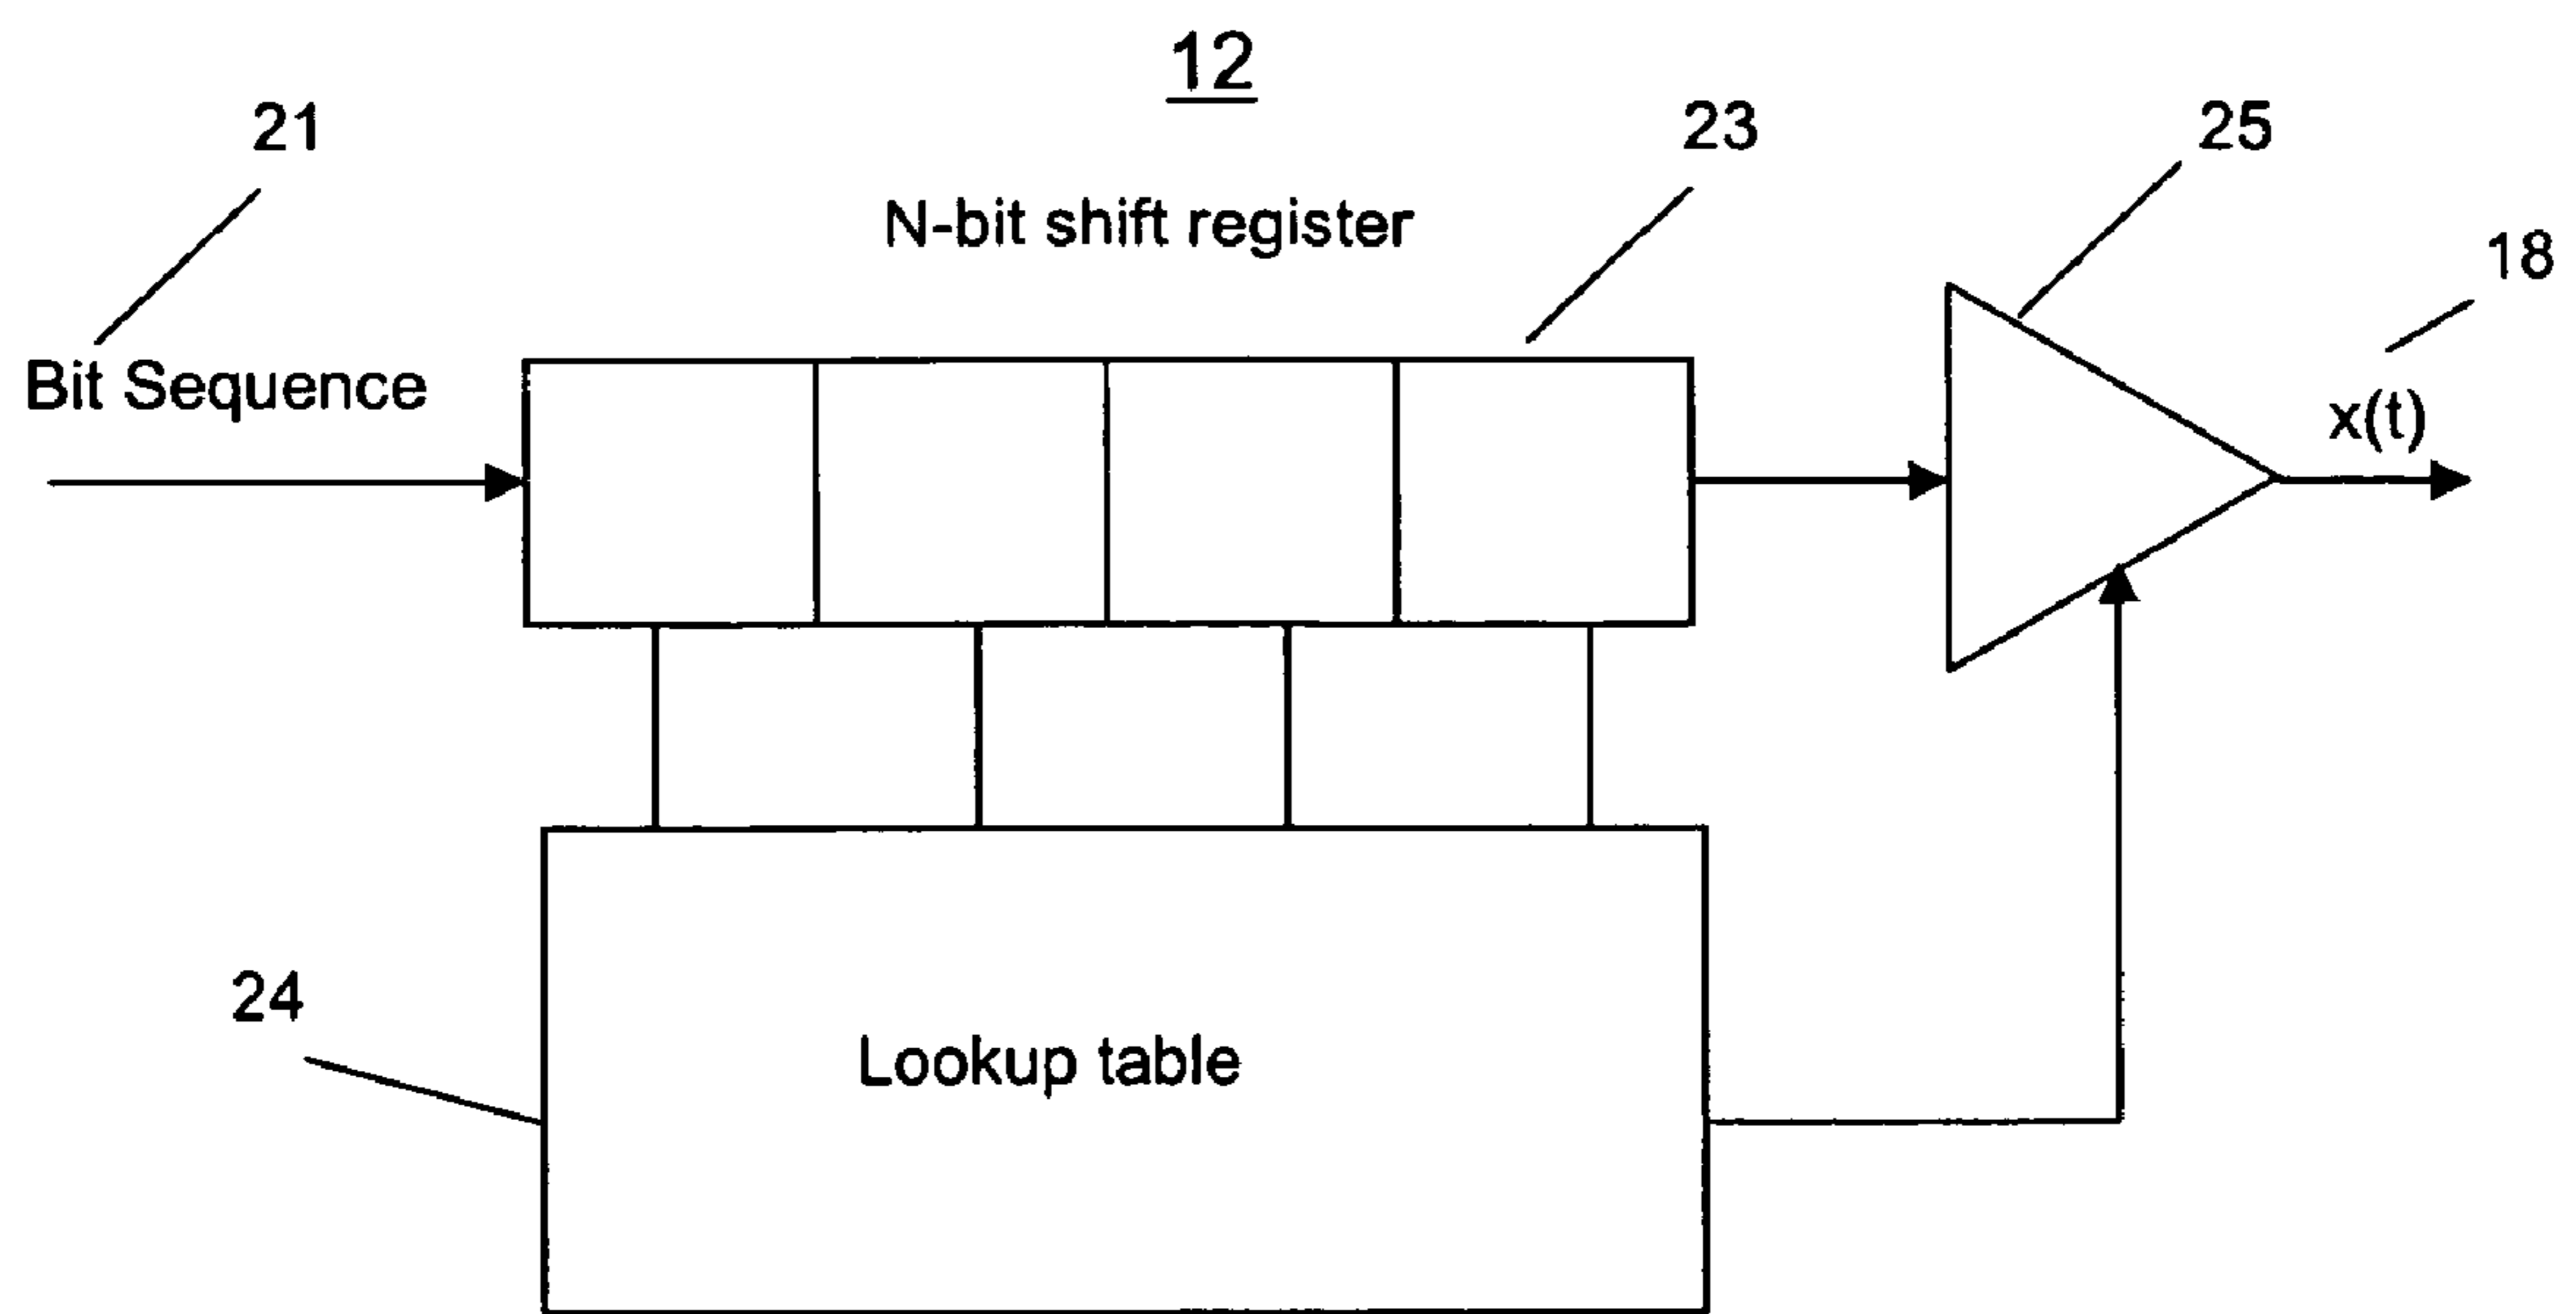 12
21
23
25
N-bit shift register
18
Bit Sequence
x(t)
24
Lookup table